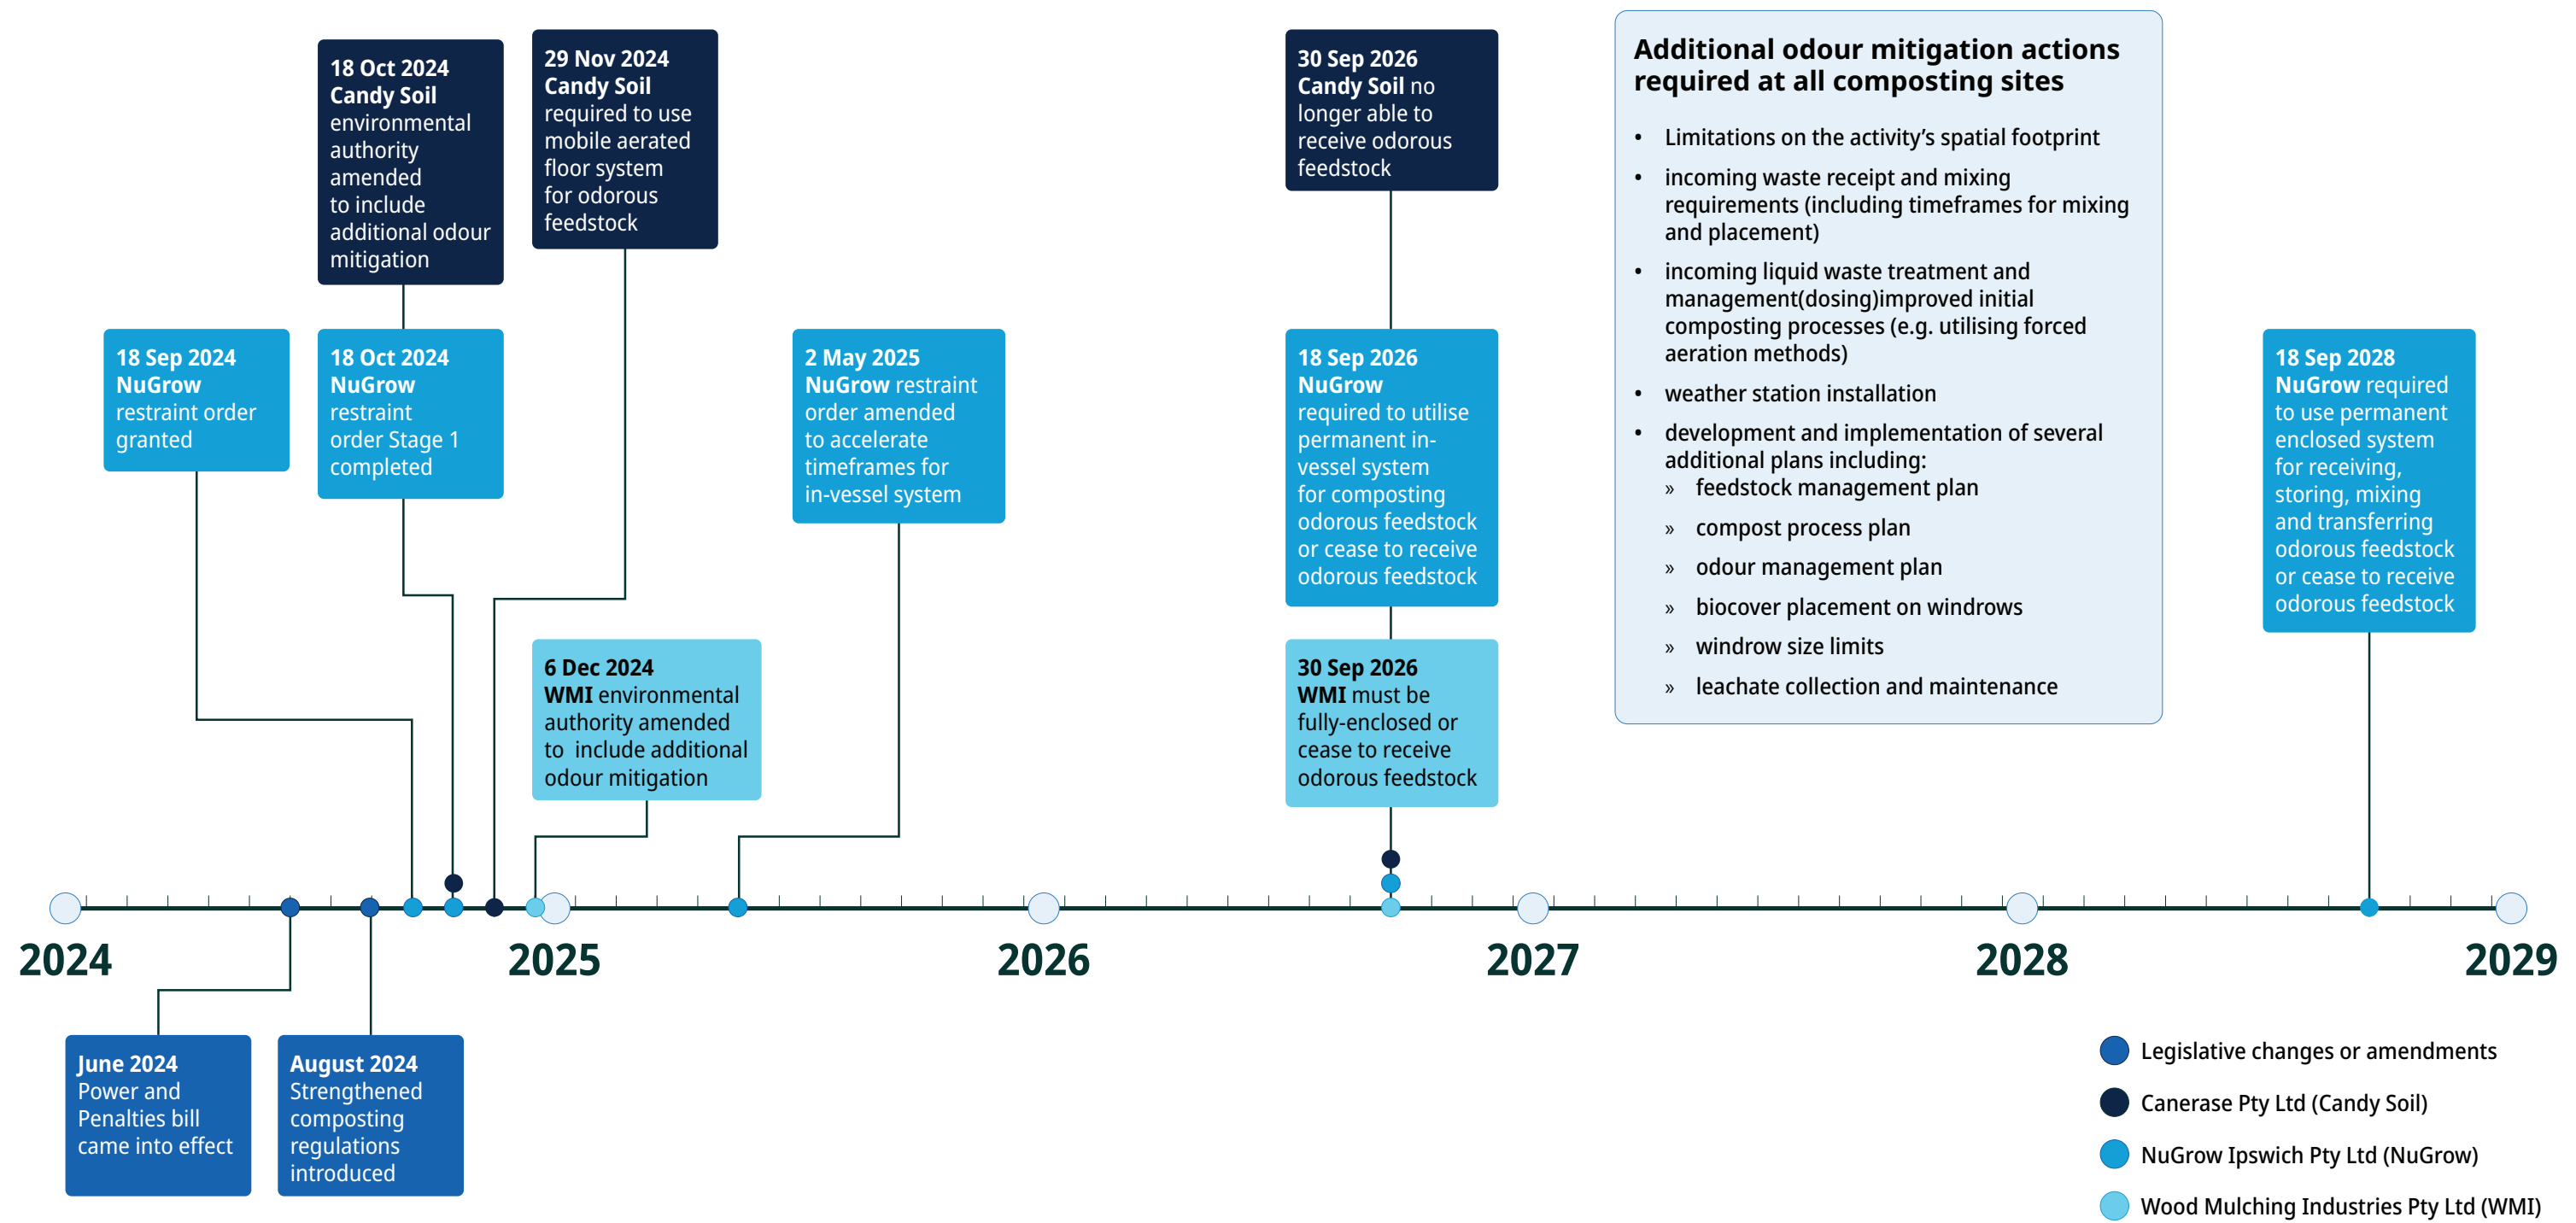 18 Oct 2024
Candy Soil
environmental
authority
amended
to include
additional odour
mitigation
29 Nov 2024
Candy Soil
required to use
mobile aerated
floor system
for odorous
feedstock
30 Sep 2026
Candy Soil no
longer able to
receive odorous
feedstock
Additional odour mitigation actions
required at all composting sites
• Limitations on the activity’s spatial footprint
• incoming waste receipt and mixing
requirements (including timeframes for mixing
and placement)
• incoming liquid waste treatment and
management(dosing)improved initial
composting processes (e.g. utilising forced
aeration methods)
• weather station installation
• development and implementation of several
additional plans including:
» feedstock management plan
» compost process plan
» odour management plan
» biocover placement on windrows
» windrow size limits
» leachate collection and maintenance
18 Sep 2024
NuGrow
restraint order
granted
18 Oct 2024
NuGrow
restraint
order Stage 1
completed
2 May 2025
NuGrow restraint
order amended
to accelerate
timeframes for
in-vessel system
18 Sep 2026
NuGrow
required to utilise
permanent in-
vessel system
for composting
odorous feedstock
or cease to receive
odorous feedstock
18 Sep 2028
NuGrow required
to use permanent
enclosed system
for receiving,
storing, mixing
and transferring
odorous feedstock
or cease to receive
odorous feedstock
6 Dec 2024
WMI environmental
authority amended
to include additional
odour mitigation
30 Sep 2026
WMI must be
fully-enclosed or
cease to receive
odorous feedstock
2024
2025
2026
2027
2028
2029
June 2024
Power and
Penalties bill
came into effect
August 2024
Strengthened
composting
regulations
introduced
Legislative changes or amendments
Canerase Pty Ltd (Candy Soil)
NuGrow Ipswich Pty Ltd (NuGrow)
Wood Mulching Industries Pty Ltd (WMI)